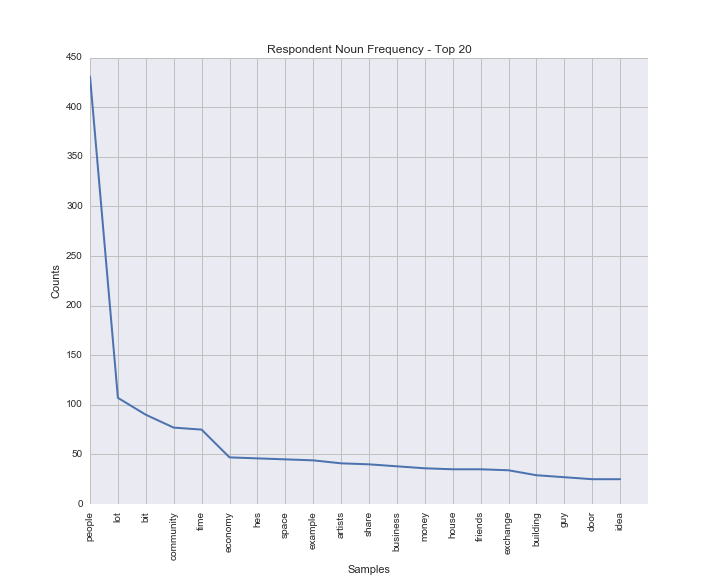 Respondent Noun Frequency - Top 20
450
400
350
300
250
200
150
100
50
0
Counts
people
lot
bit
community
time
economy
hes
space
example
artists
share
business
money
house
friends
exchange
building
guy
door
idea
Samples